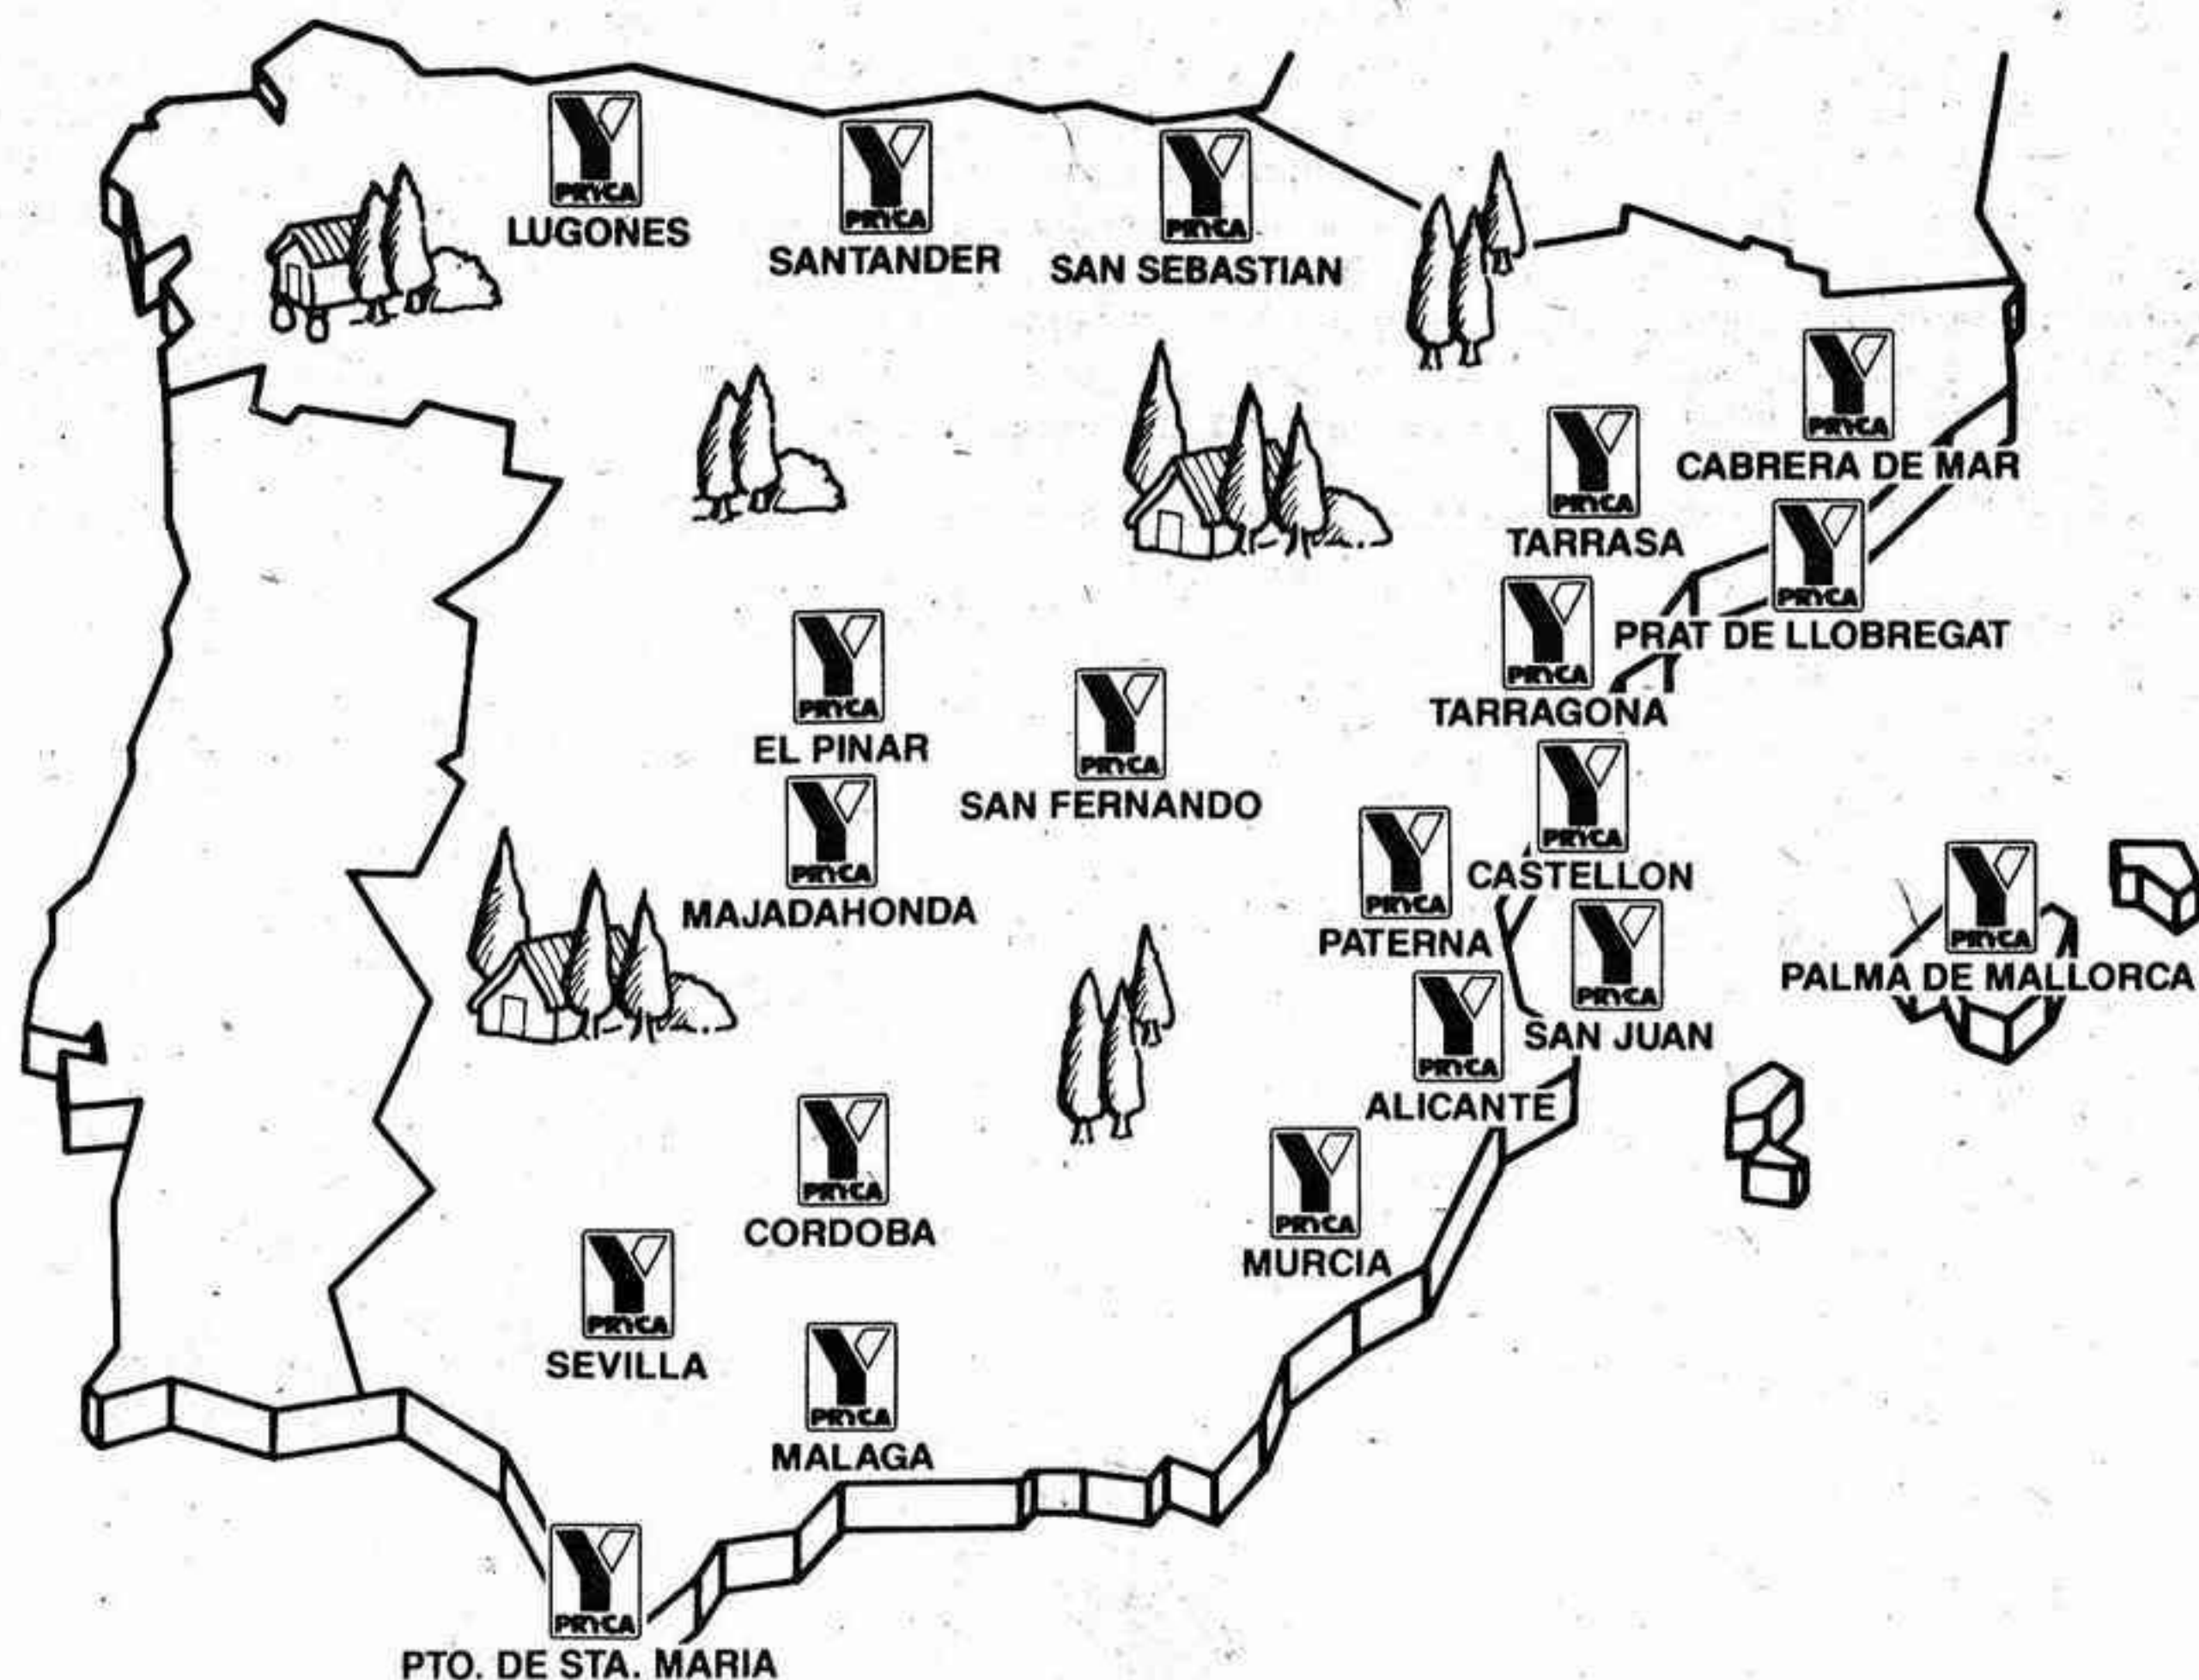 PRYCA
LUGONES
PRYCA
SANTANDER
PRYCA
SAN SEBASTIAN
PRYCA
CABRERA DE MAR
PRYCA
TARRASA
PRYCA
PRAT DE LLOBREGAT
PRYCA
TARRAGONA
PRYCA
EL PINAR
PRYCA
SAN FERNANDO
PRYCA
MAJADAHONDA
PRYCA
CASTELLON
PRYCA
PATERNA
PRYCA
PALMA DE MALLORCA
PRYCA
SAN JUAN
PRYCA
ALICANTE
PRYCA
CORDOBA
PRYCA
MURCIA
PRYCA
SEVILLA
PRYCA
MALAGA
PRYCA
PTO. DE STA. MARIA